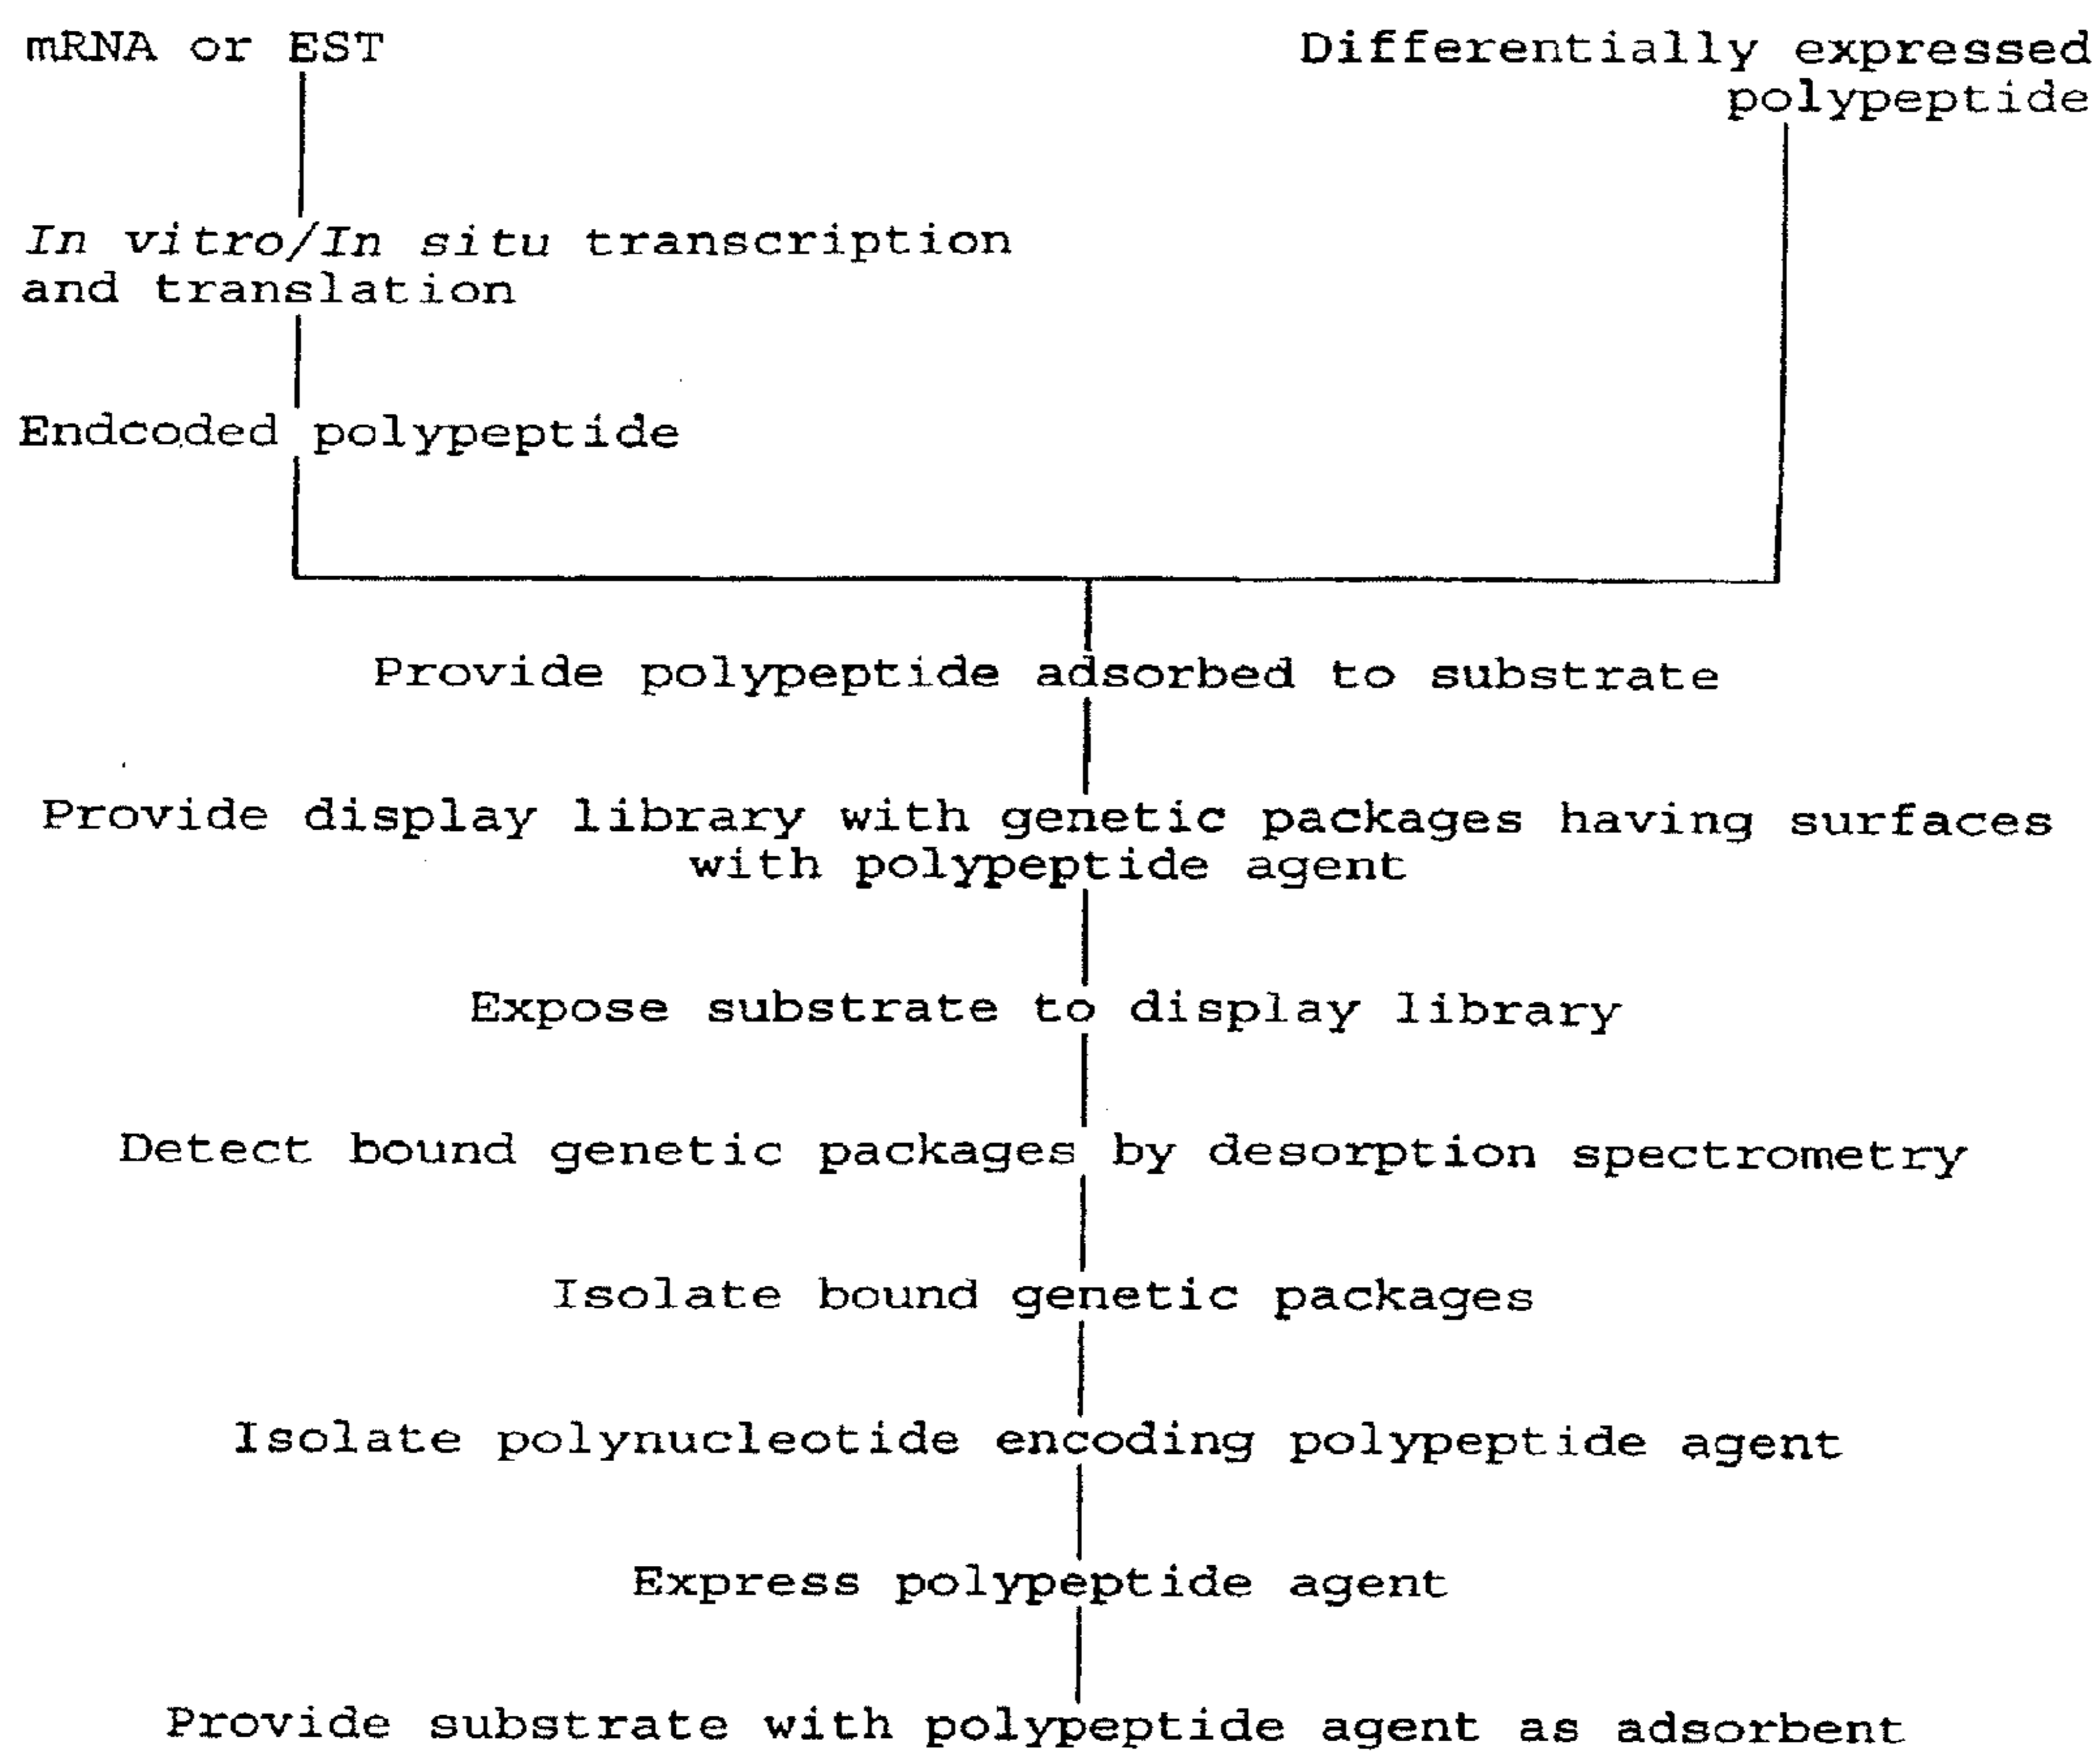 mRNA or EST
Differentially expressed
polypeptide
In vitro/In situ transcription
and translation
Endcoded polypeptide
Provide polypeptide adsorbed to substrate
Provide display library with genetic packages having surfaces
with polypeptide agent
Expose substrate to display library
Detect bound genetic packages by desorption spectrometry
Isolate bound genetic packages
Isolate polynucleotide encoding polypeptide agent
Express polypeptide agent
Provide substrate with polypeptide agent as adsorbent